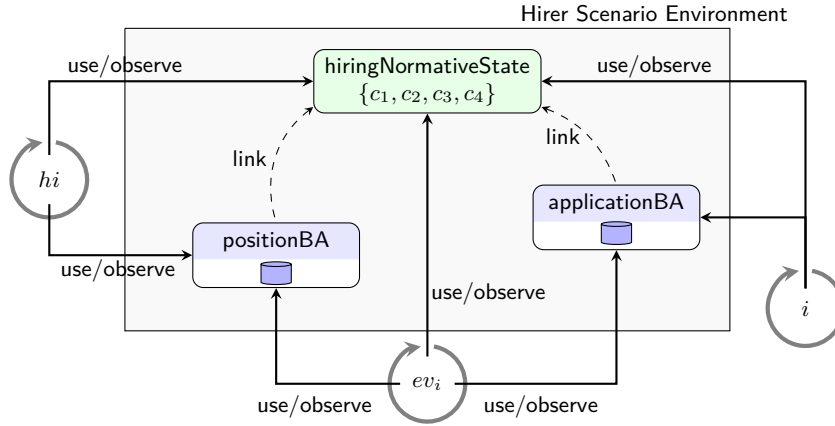 Hirer Scenario Environment
use/observe
hiringNormativeState
{c₁, c₂, c₃, c₄}
use/observe
link
link
hi
applicationBA
positionBA
use/observe
use/observe
i
evᵢ
use/observe
use/observe